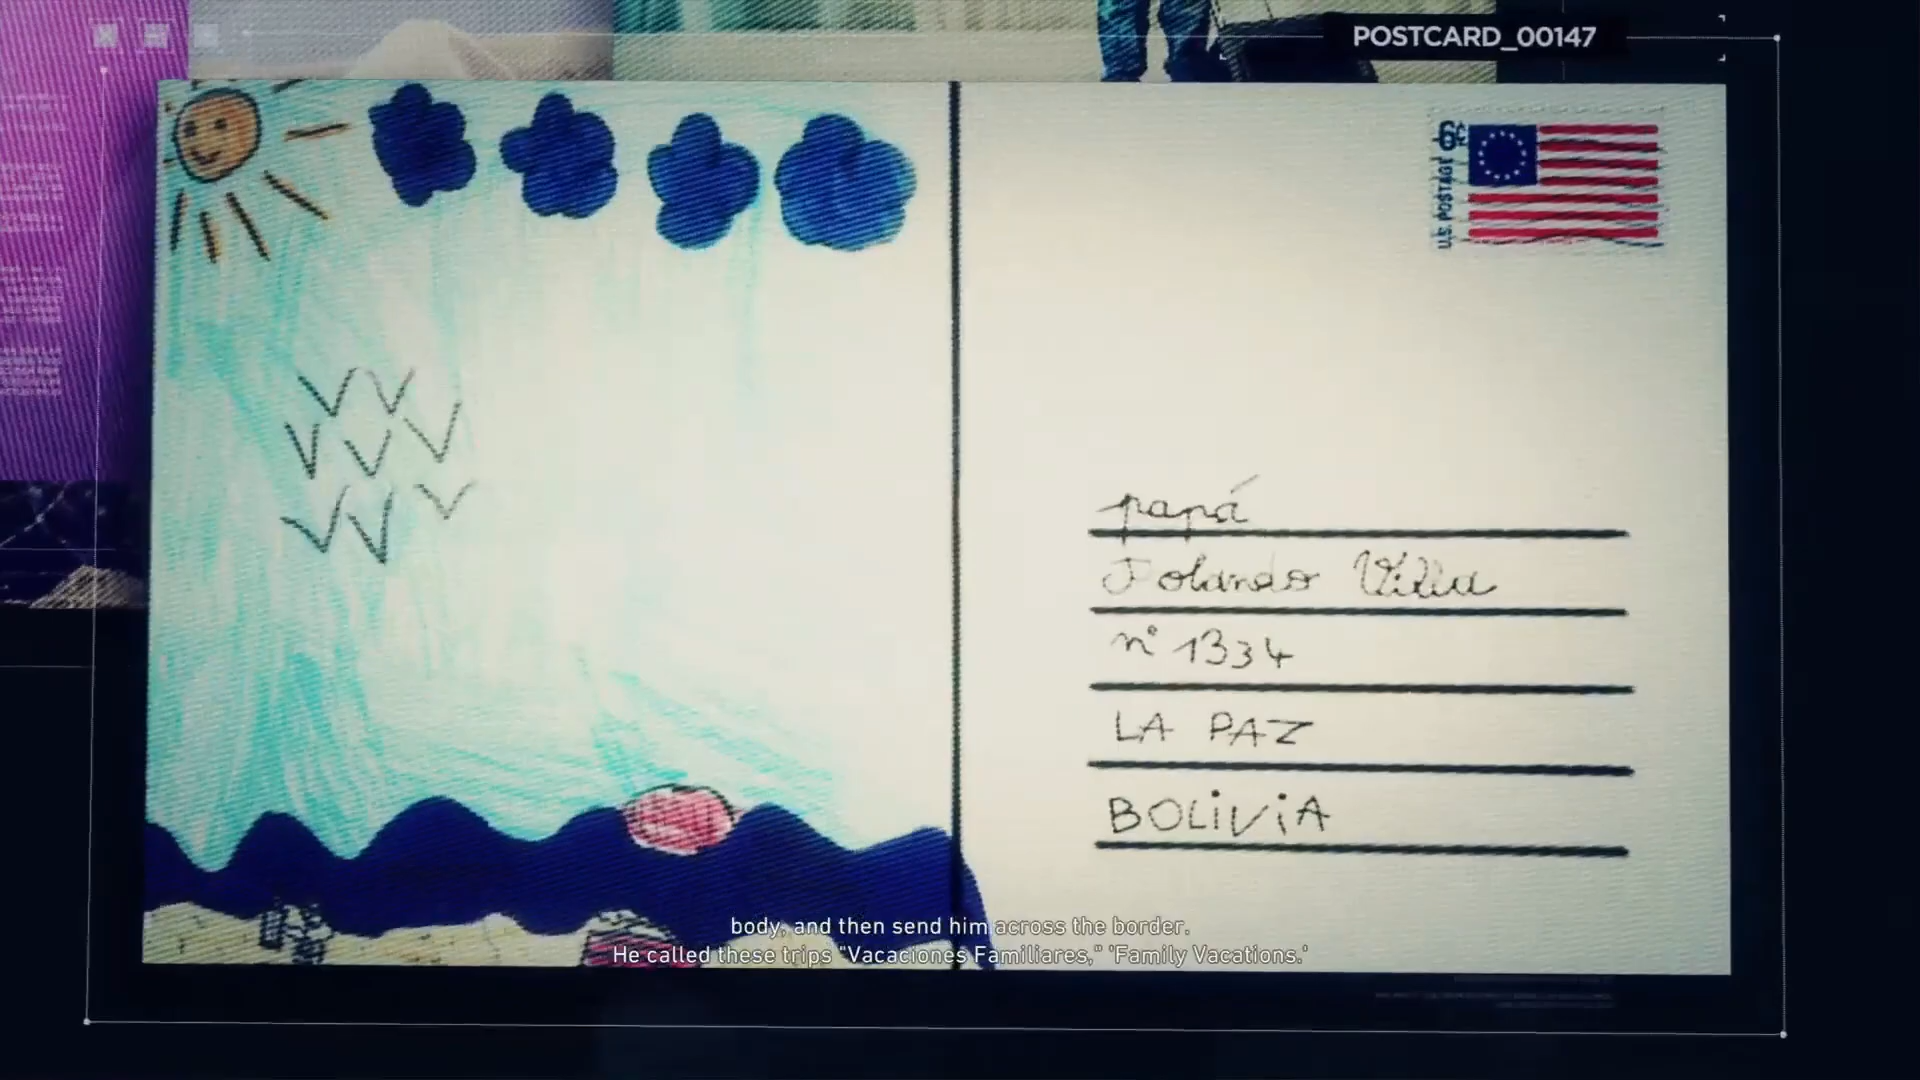 POSTCARD_00147
6¢
U.S. POSTAGE
papá
Jolando Villa
nº 1334
LA PAZ
BOLiViA
body, and then send him across the border.
He called these trips "Vacaciones Familiares," 'Family Vacations.'